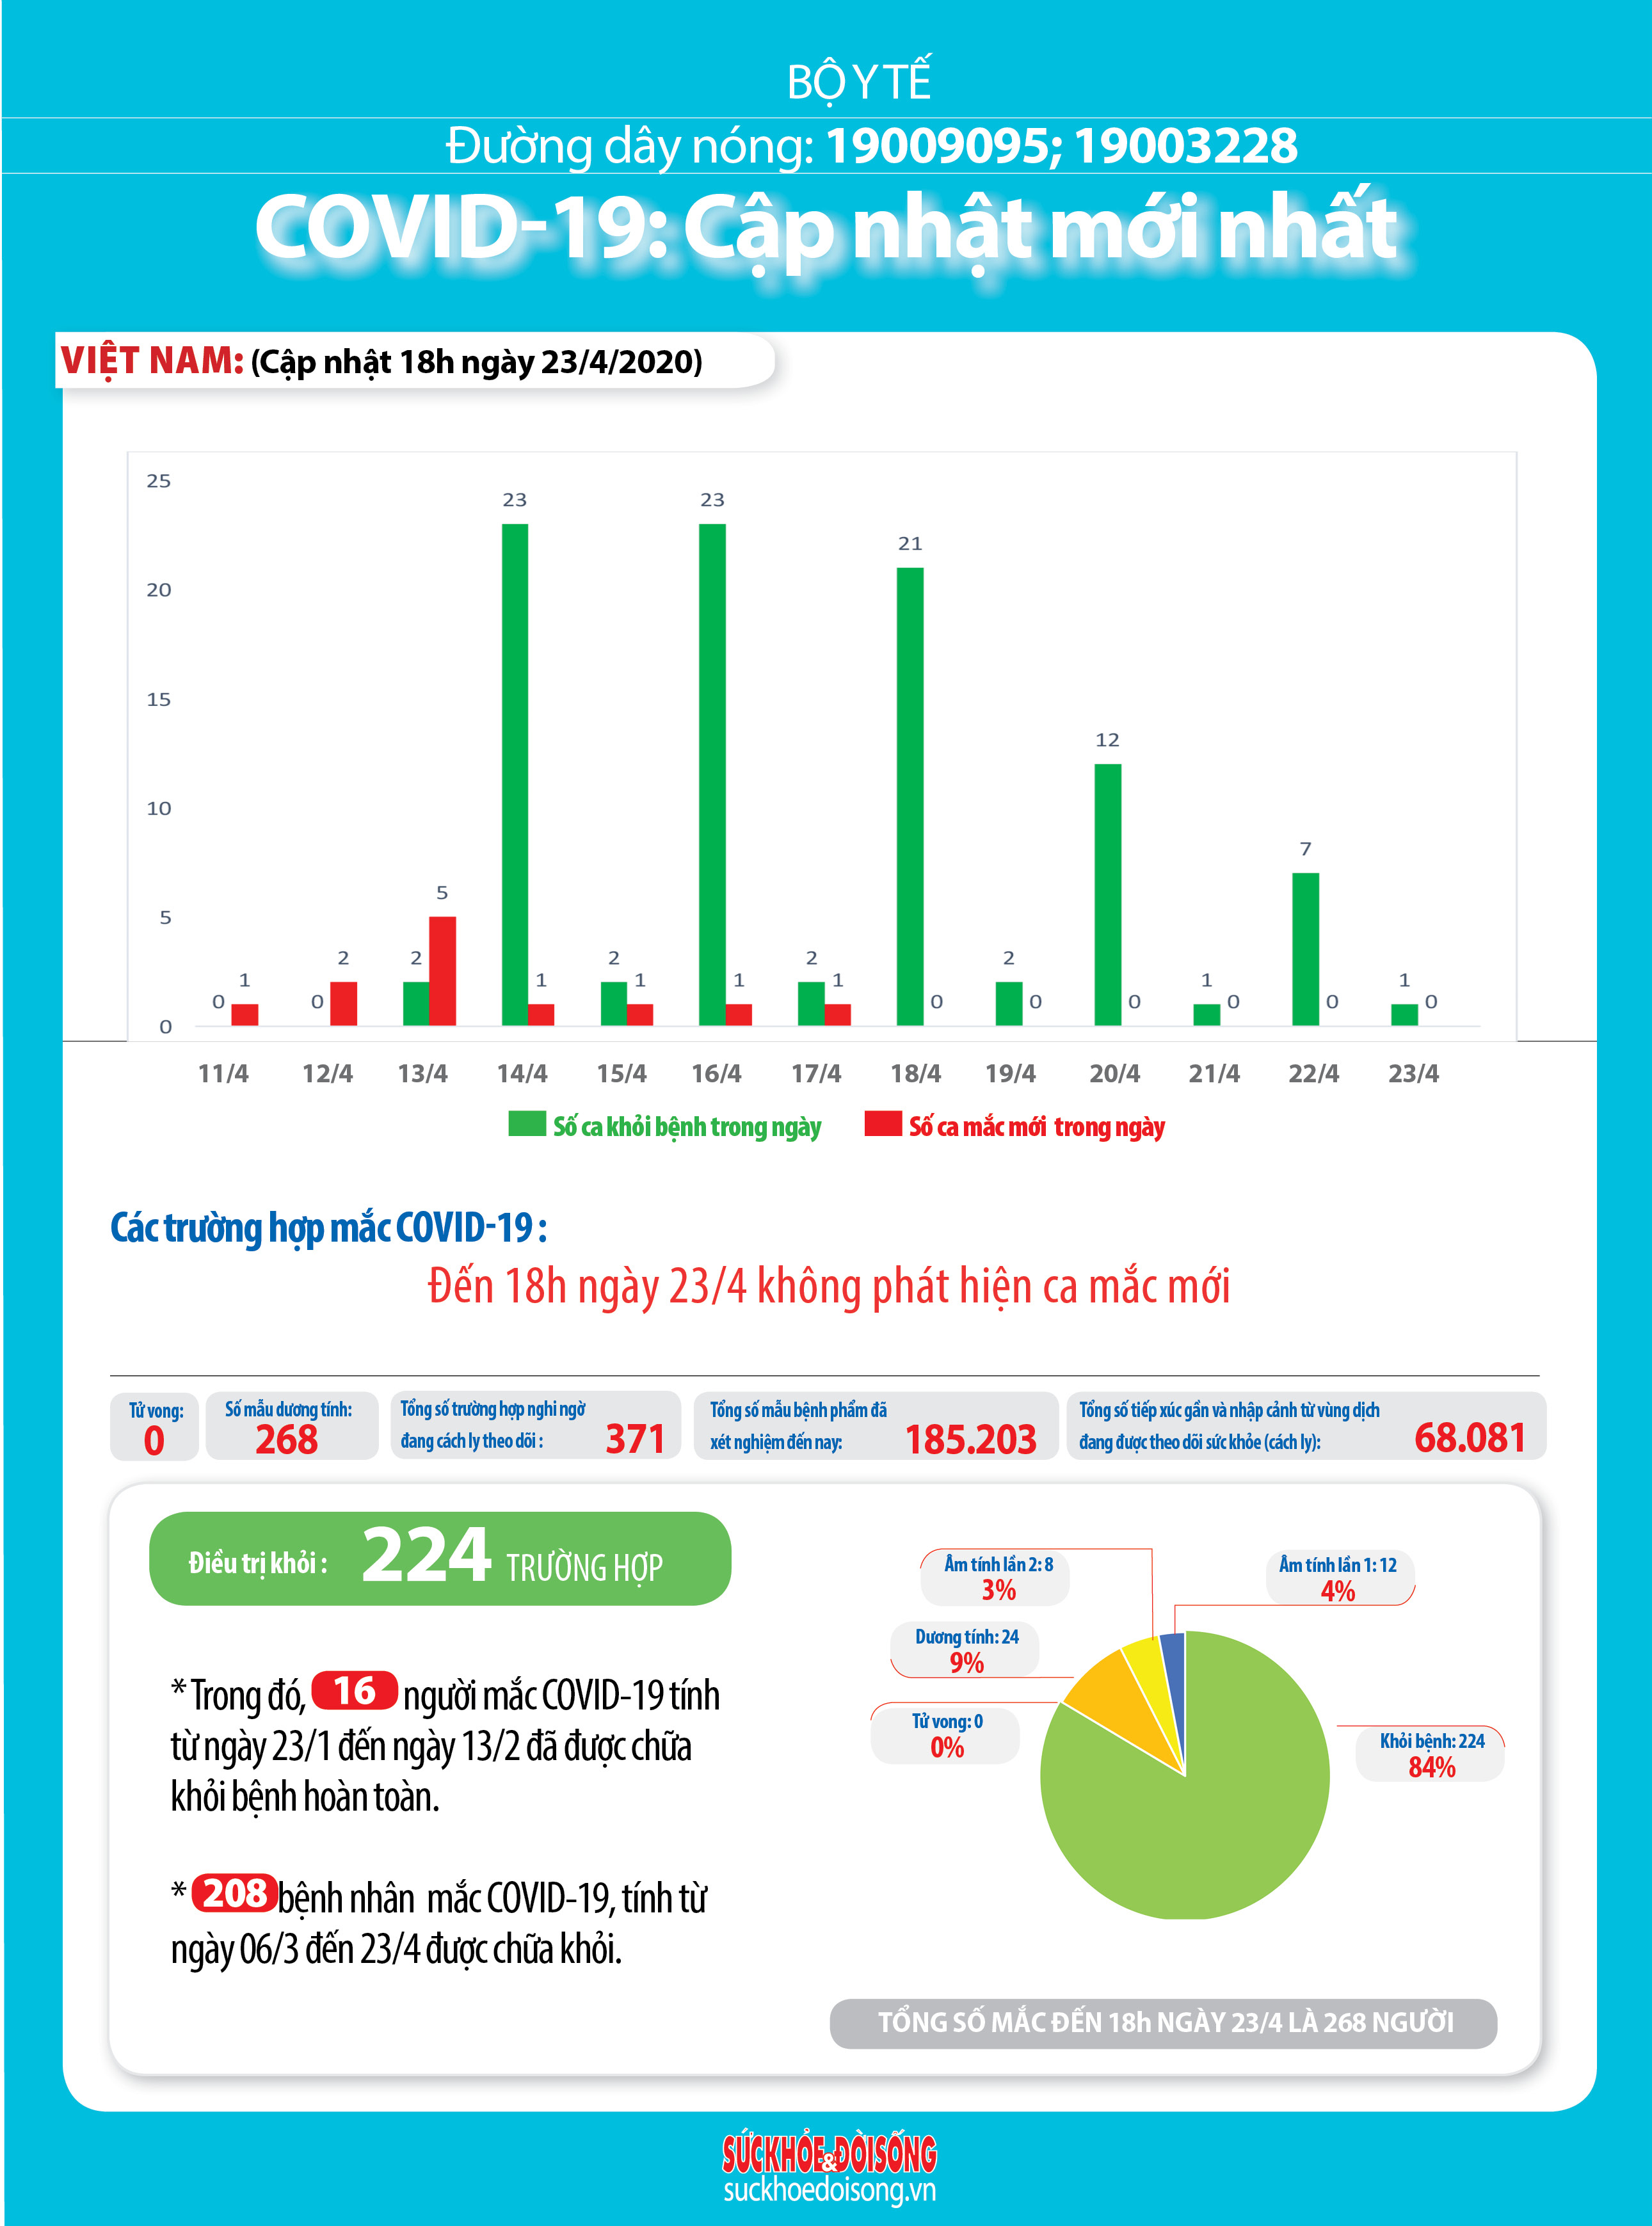 BỘ Y TẾ
Đường dây nóng: 19009095; 19003228
COVID-19: Cập nhật mới nhất
VIỆT NAM: (Cập nhật 18h ngày 23/4/2020)
25
20
15
10
5
0
0 1
0 2
2 5
23 1
2 1
23 1
2 1
21 0
2 0
12 0
1 0
7 0
1 0
11/4 12/4 13/4 14/4 15/4 16/4 17/4 18/4 19/4 20/4 21/4 22/4 23/4
Số ca khỏi bệnh trong ngày Số ca mắc mới trong ngày
Các trường hợp mắc COVID-19 :
Đến 18h ngày 23/4 không phát hiện ca mắc mới
Tử vong:
0
Số mẫu dương tính:
268
Tổng số trường hợp nghi ngờ
đang cách ly theo dõi : 371
Tổng số mẫu bệnh phẩm đã
xét nghiệm đến nay: 185.203
Tổng số tiếp xúc gần và nhập cảnh từ vùng dịch
đang được theo dõi sức khỏe (cách ly): 68.081
Điều trị khỏi : 224 TRƯỜNG HỢP
* Trong đó, 16 người mắc COVID-19 tính
từ ngày 23/1 đến ngày 13/2 đã được chữa
khỏi bệnh hoàn toàn.
* 208 bệnh nhân mắc COVID-19, tính từ
ngày 06/3 đến 23/4 được chữa khỏi.
Âm tính lần 2: 8
3%
Âm tính lần 1: 12
4%
Dương tính: 24
9%
Tử vong: 0
0%
Khỏi bệnh: 224
84%
TỔNG SỐ MẮC ĐẾN 18h NGÀY 23/4 LÀ 268 NGƯỜI
SỨC KHỎE & ĐỜI SỐNG
suckhoedoisong.vn